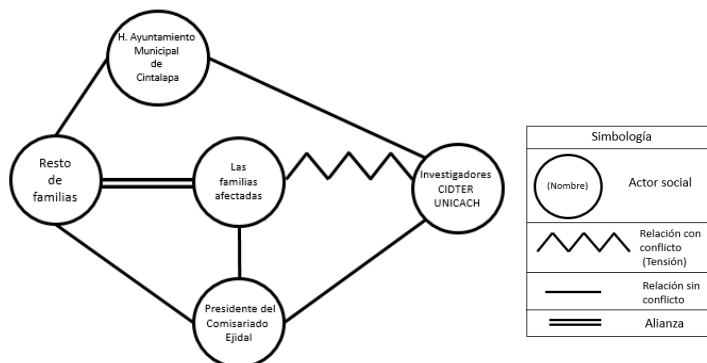 H. Ayuntamiento
Municipal
de
Cintalapa
Resto
de
familias
Las
familias
afectadas
Investigadores
CIDTER
UNICACH
Presidente del
Comisariado
Ejidal
Simbología
(Nombre)
Actor social
Relación con
conflicto
(Tensión)
Relación sin
conflicto
Alianza